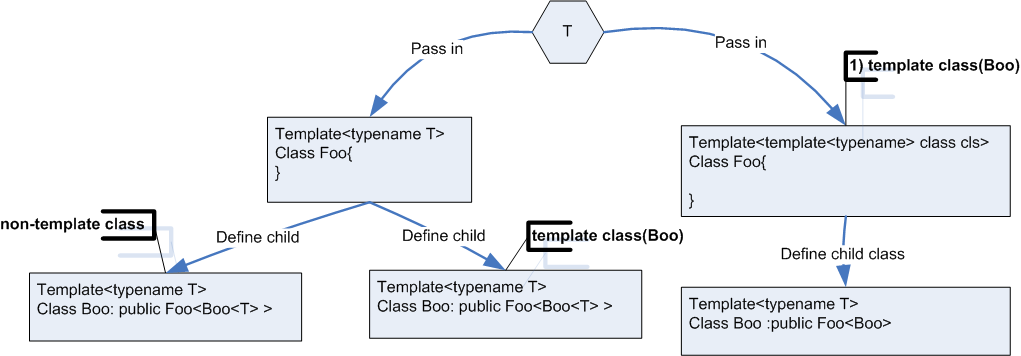 T
Pass in
Pass in
1) template class(Boo)
Template<typename T>
Class Foo{
}
Template<template<typename> class cls>
Class Foo{
}
non-template class
Define child
Define child
template class(Boo)
Define child class
Template<typename T>
Class Boo: public Foo<Boo<T> >
Template<typename T>
Class Boo: public Foo<Boo<T> >
Template<typename T>
Class Boo :public Foo<Boo>